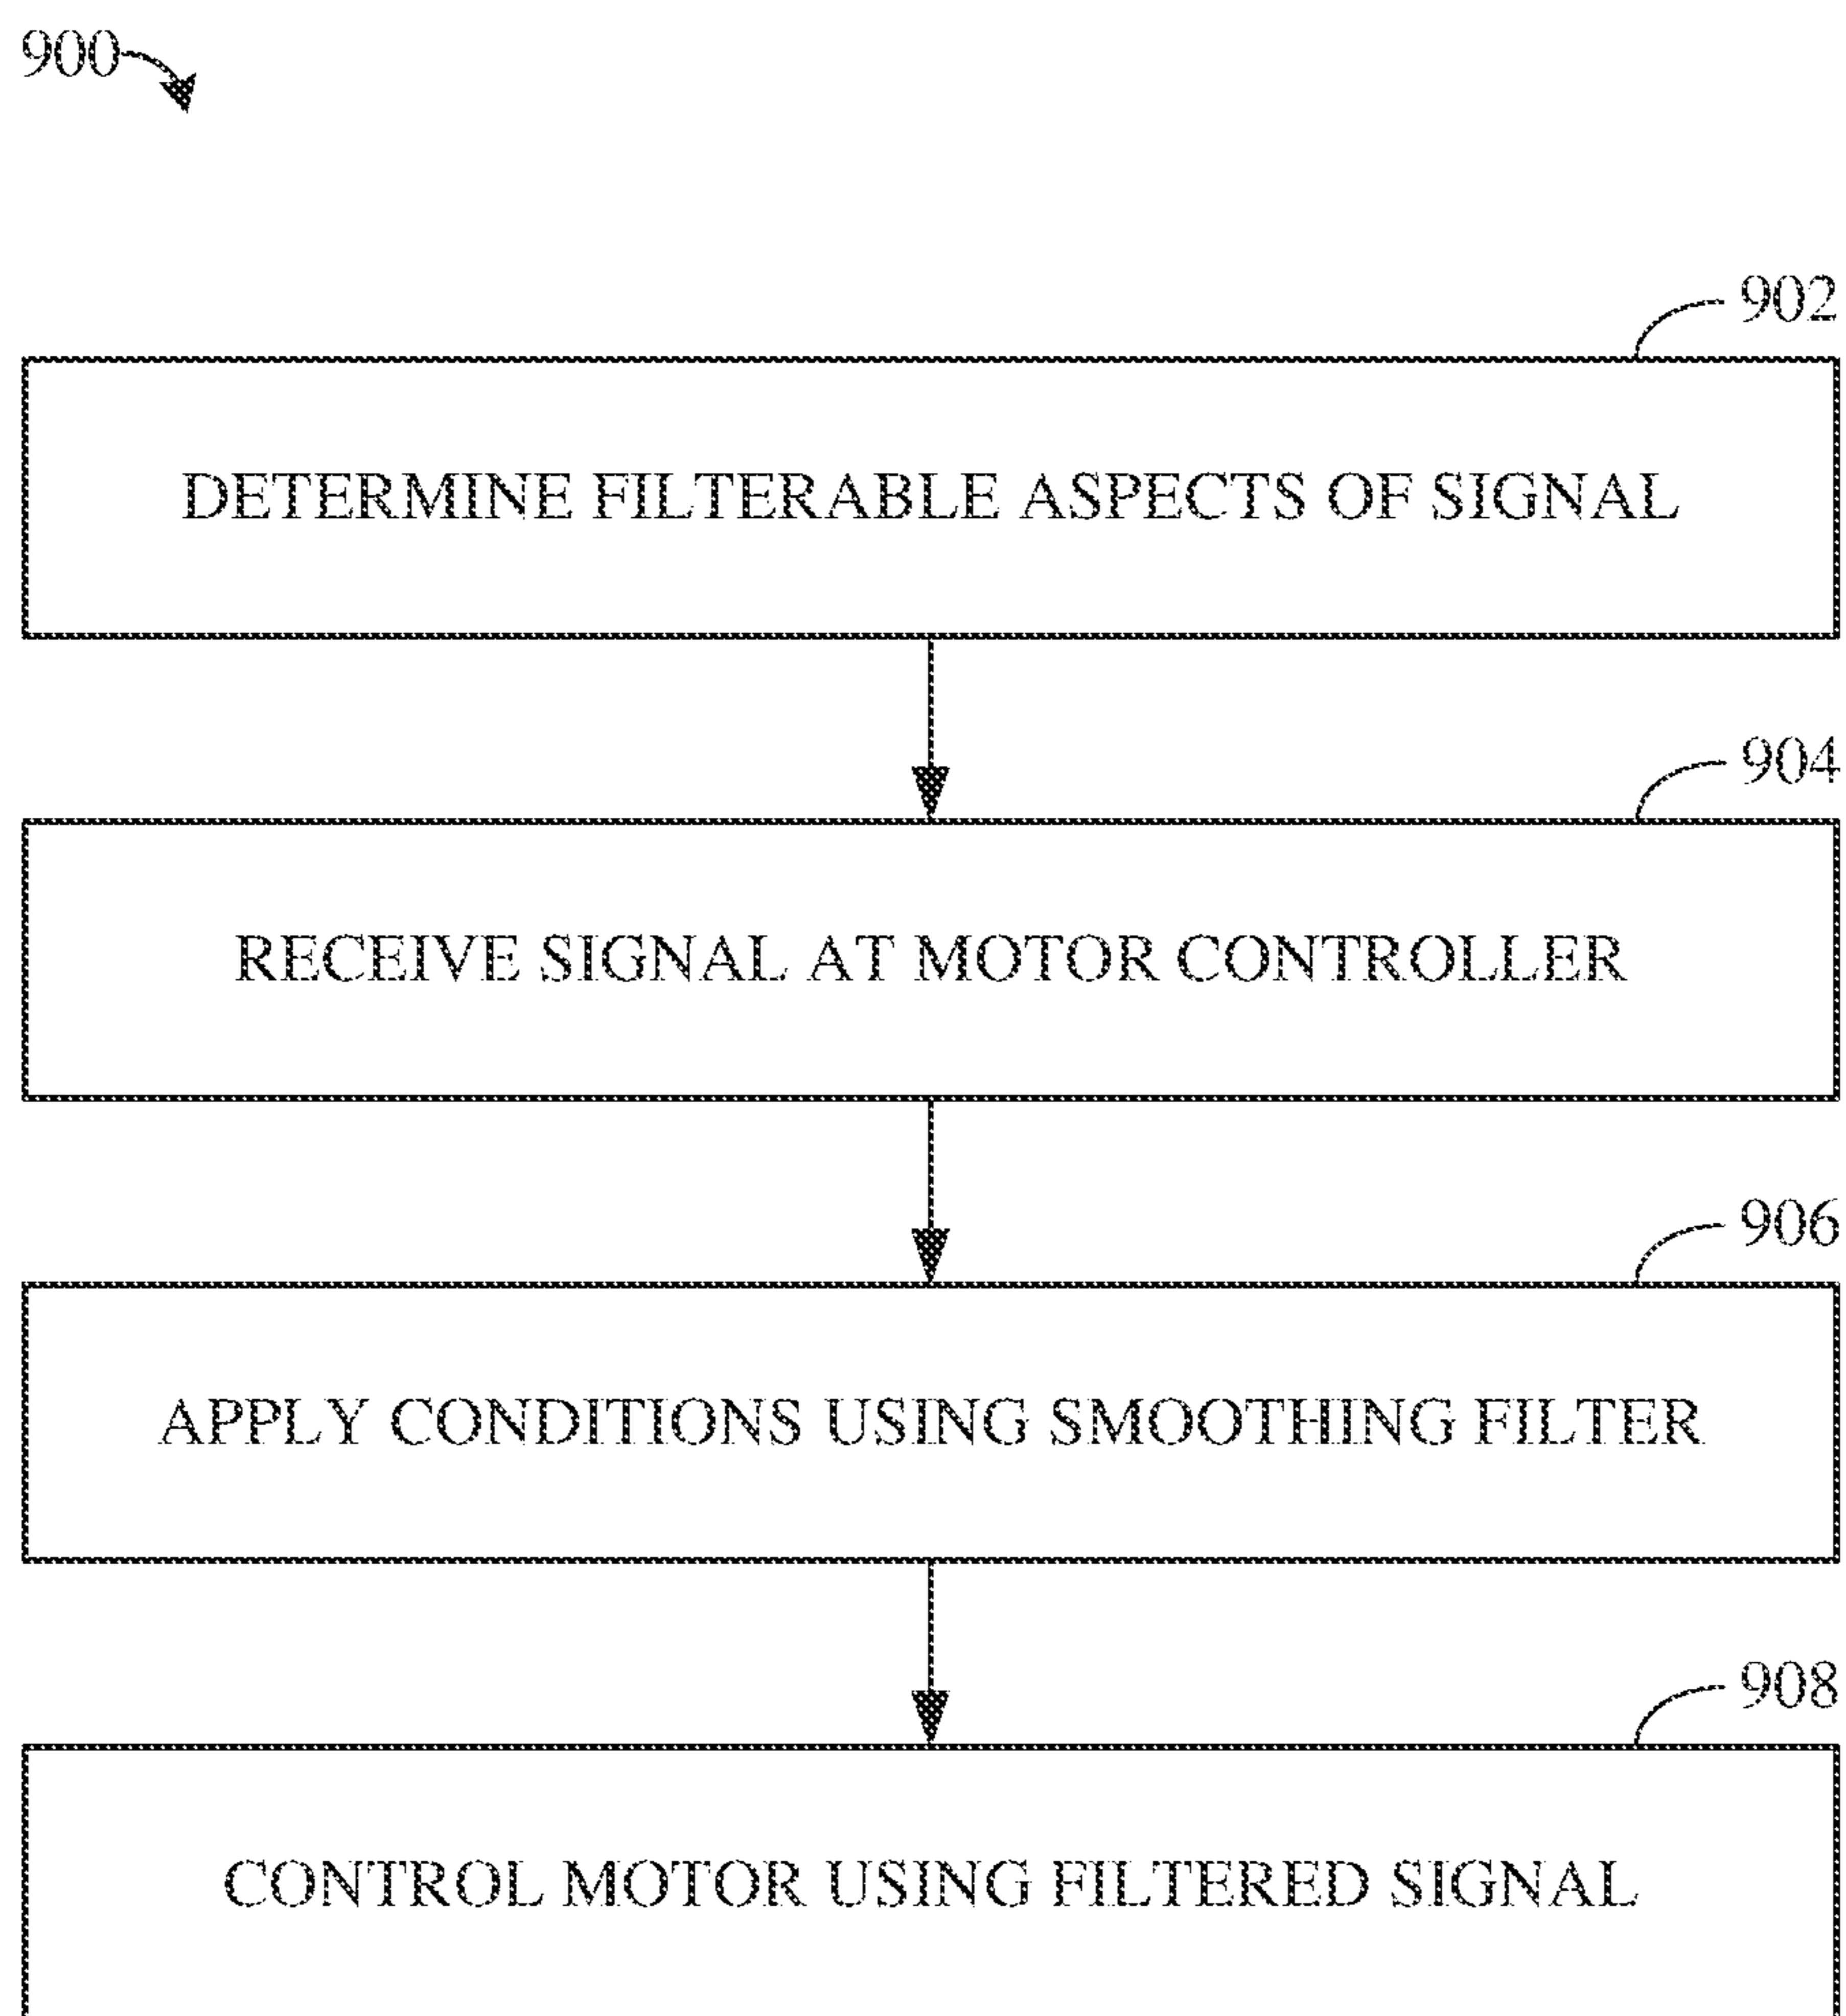 900
902
DETERMINE FILTERABLE ASPECTS OF SIGNAL
904
RECEIVE SIGNAL AT MOTOR CONTROLLER
906
APPLY CONDITIONS USING SMOOTHING FILTER
908
CONTROL MOTOR USING FILTERED SIGNAL